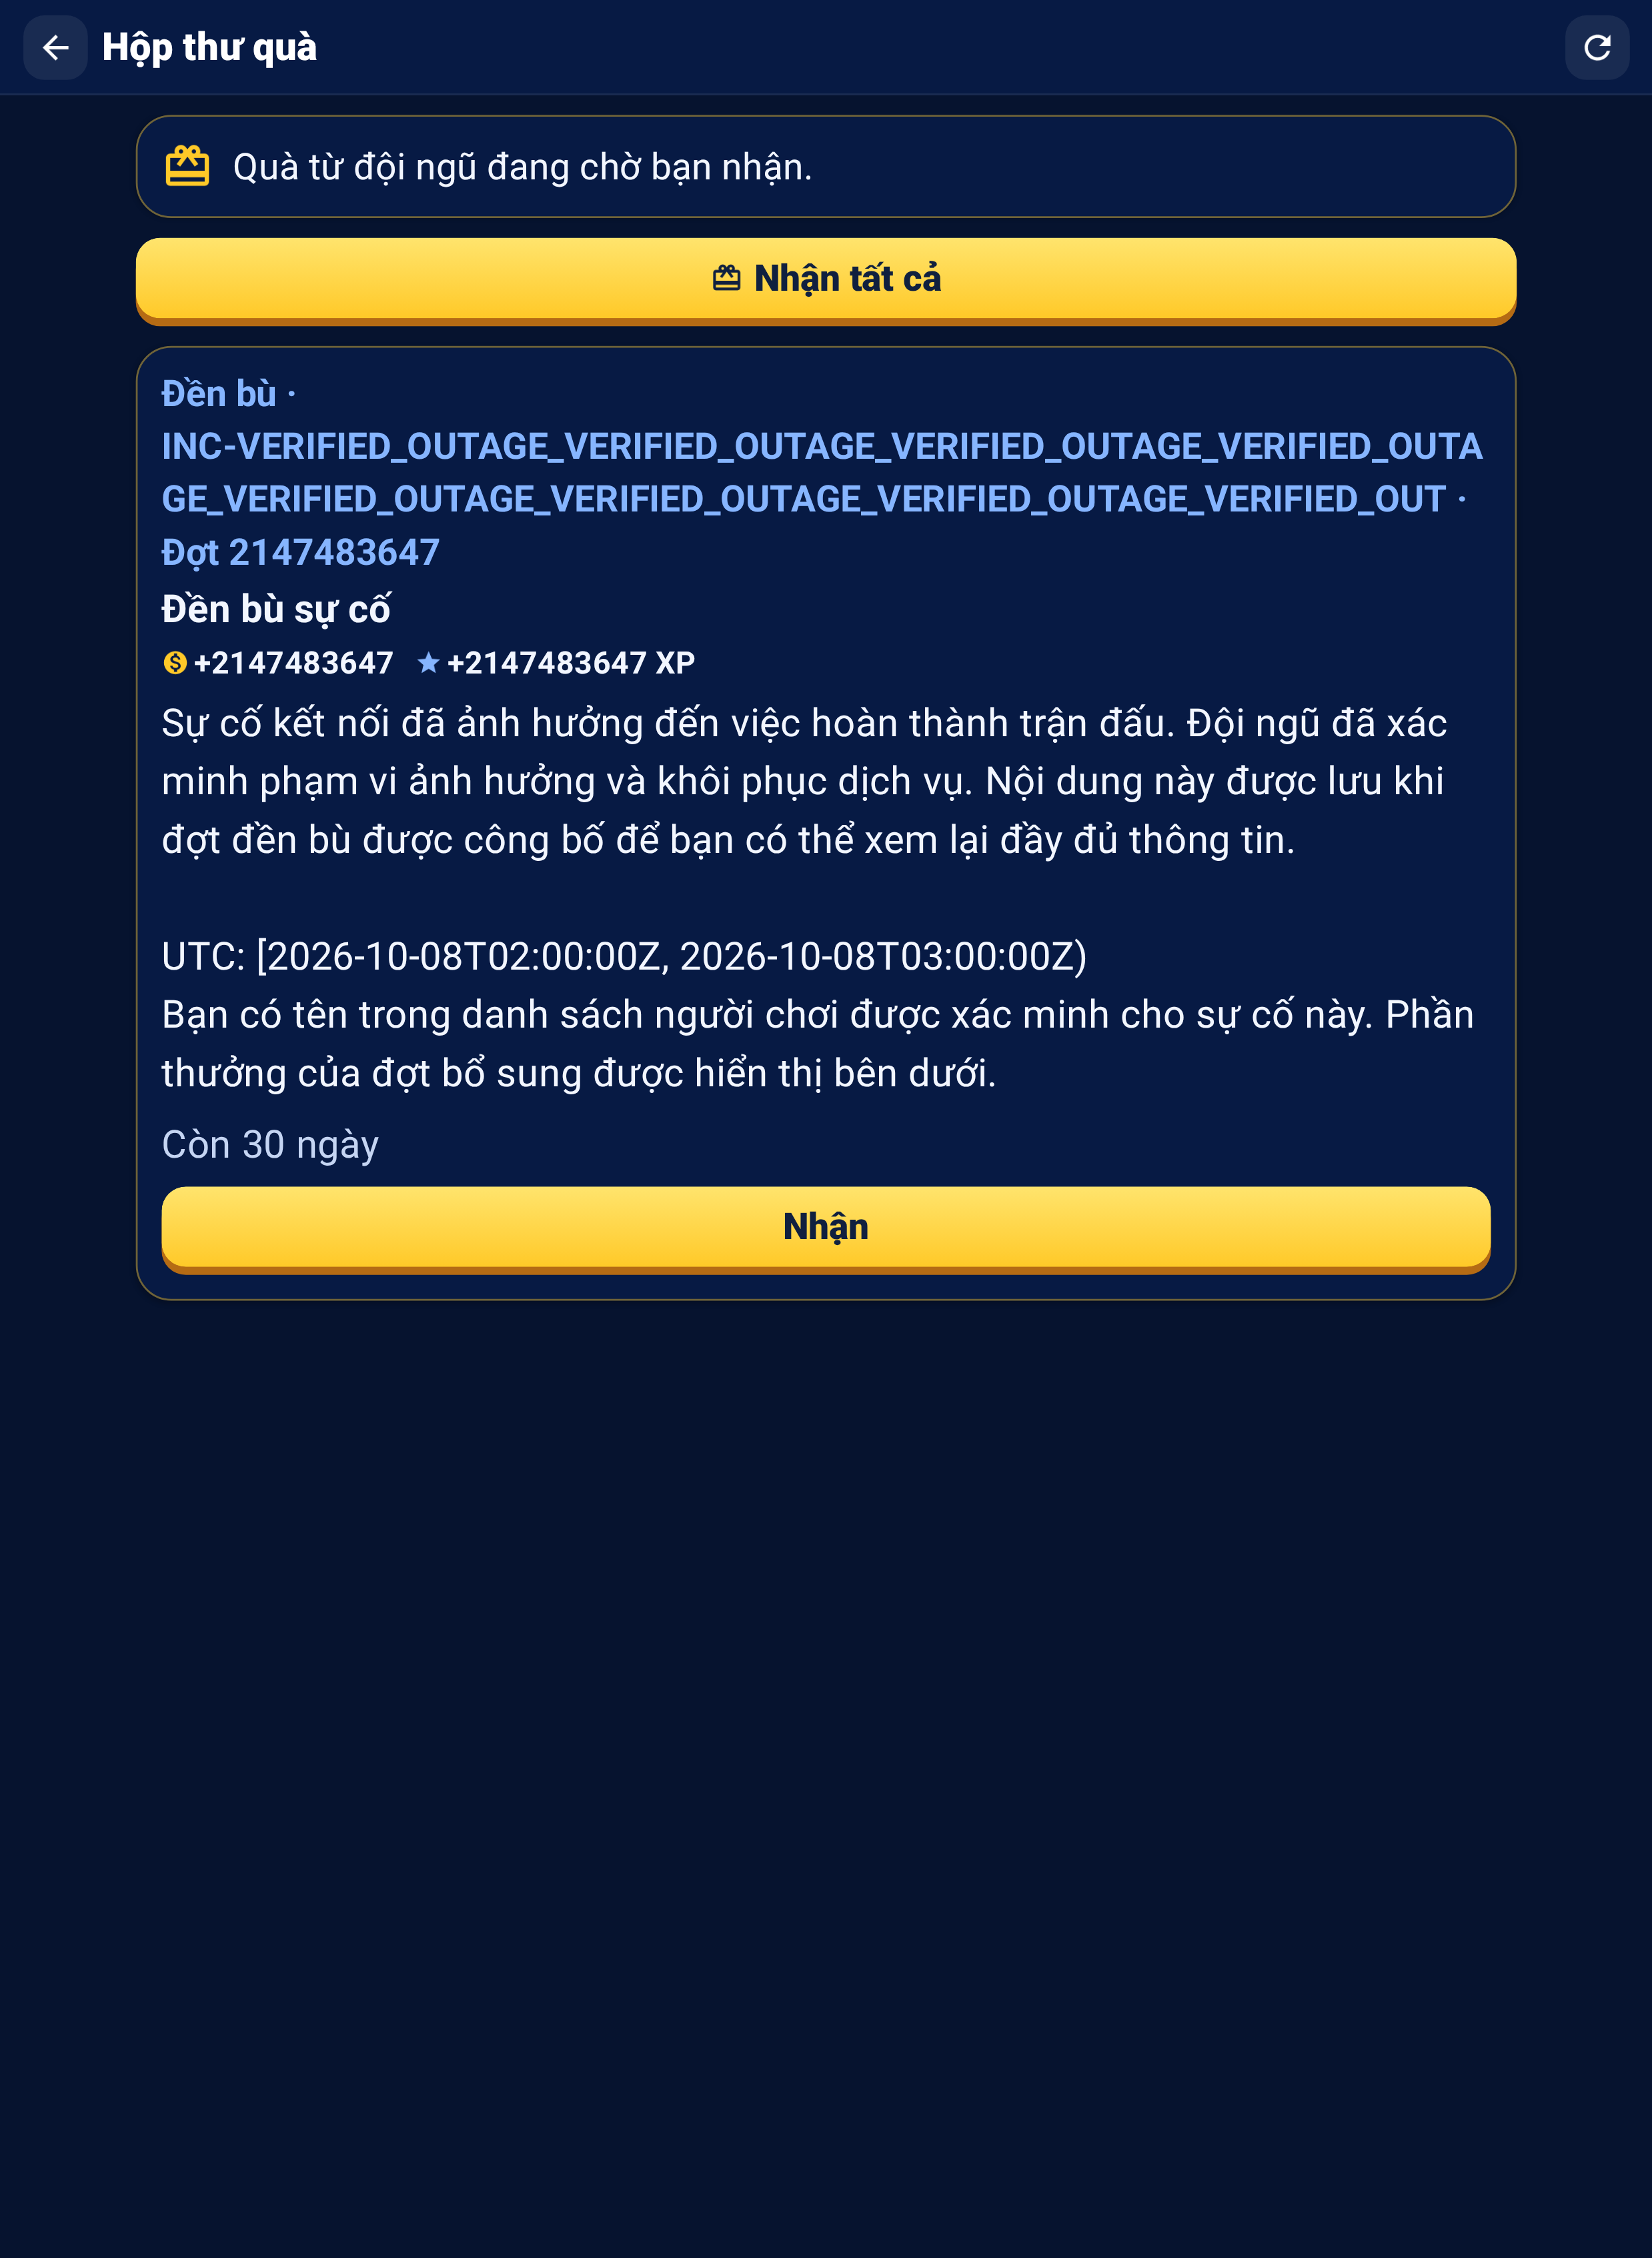 Hộp thư quà
Quà từ đội ngũ đang chờ bạn nhận.
Nhận tất cả
Đền bù ·
INC-VERIFIED_OUTAGE_VERIFIED_OUTAGE_VERIFIED_OUTAGE_VERIFIED_OUTA
GE_VERIFIED_OUTAGE_VERIFIED_OUTAGE_VERIFIED_OUTAGE_VERIFIED_OUT ·
Đợt 2147483647
Đền bù sự cố
+2147483647 +2147483647 XP
Sự cố kết nối đã ảnh hưởng đến việc hoàn thành trận đấu. Đội ngũ đã xác
minh phạm vi ảnh hưởng và khôi phục dịch vụ. Nội dung này được lưu khi
đợt đền bù được công bố để bạn có thể xem lại đầy đủ thông tin.
UTC: [2026-10-08T02:00:00Z, 2026-10-08T03:00:00Z)
Bạn có tên trong danh sách người chơi được xác minh cho sự cố này. Phần
thưởng của đợt bổ sung được hiển thị bên dưới.
Còn 30 ngày
Nhận